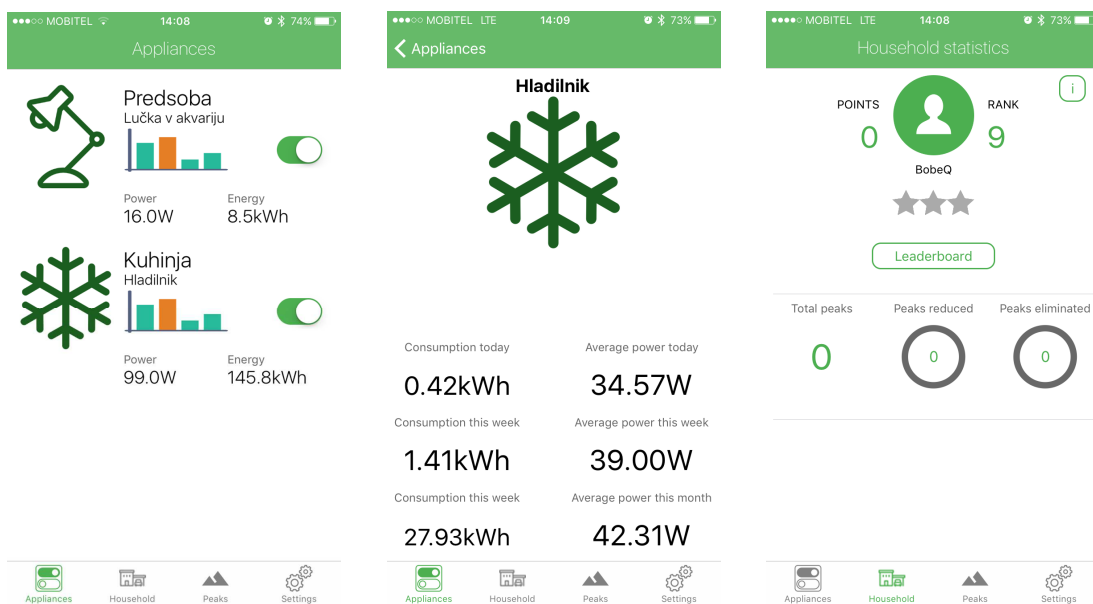 MOBITEL 14:08 74%
Appliances
Predsoba
Lučka v akvariju
Power Energy
16.0W 8.5kWh
Kuhinja
Hladilnik
Power Energy
99.0W 145.8kWh
Appliances Household Peaks Settings
MOBITEL LTE 14:09 73%
Appliances
Hladilnik
Consumption today Average power today
0.42kWh 34.57W
Consumption this week Average power this week
1.41kWh 39.00W
Consumption this week Average power this month
27.93kWh 42.31W
Appliances Household Peaks Settings
MOBITEL LTE 14:08 73%
Household statistics
i
POINTS RANK
0 9
BobeQ
Leaderboard
Total peaks Peaks reduced Peaks eliminated
0 0 0
Appliances Household Peaks Settings